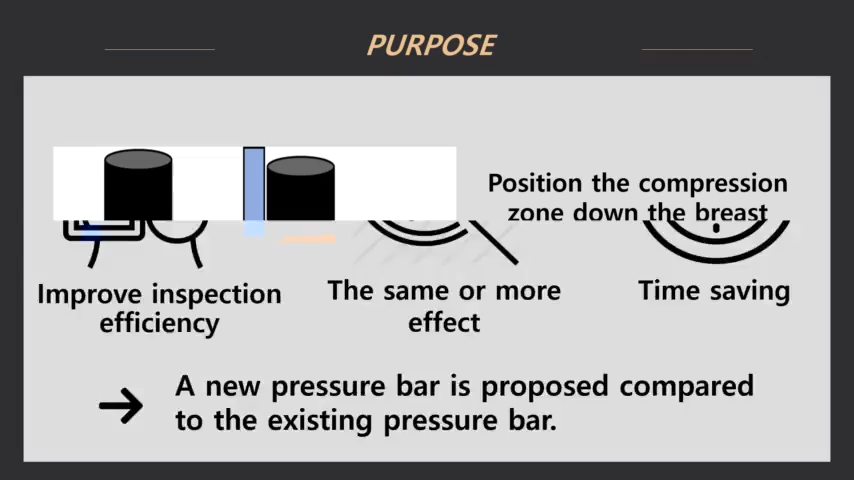 PURPOSE
Position the compression
zone down the breast
Improve inspection
efficiency
The same or more
effect
Time saving
A new pressure bar is proposed compared
to the existing pressure bar.